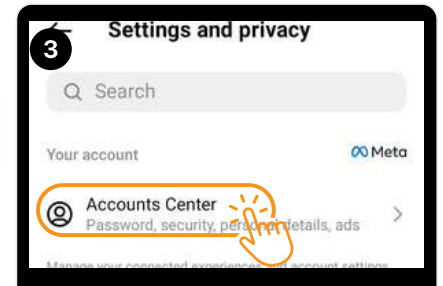 3
Settings and privacy
Search
Your account
Meta
Accounts Center
Password, security, personal details, ads
Manage your connected experiences and account settings